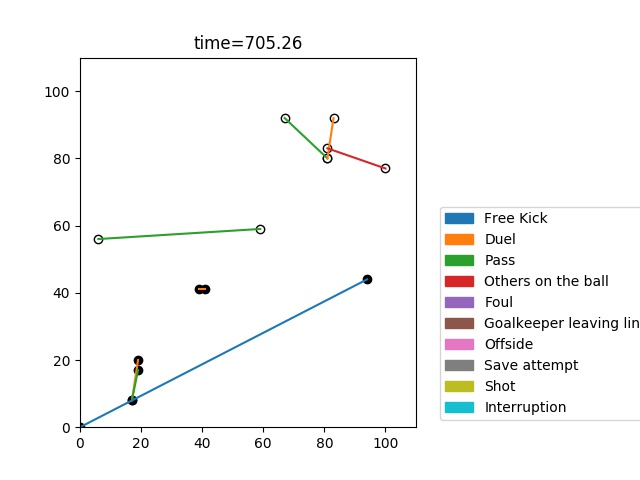 time=705.26
100
80
60
40
20
0
0 20 40 60 80 100
Free Kick
Duel
Pass
Others on the ball
Foul
Goalkeeper leaving lin
Offside
Save attempt
Shot
Interruption